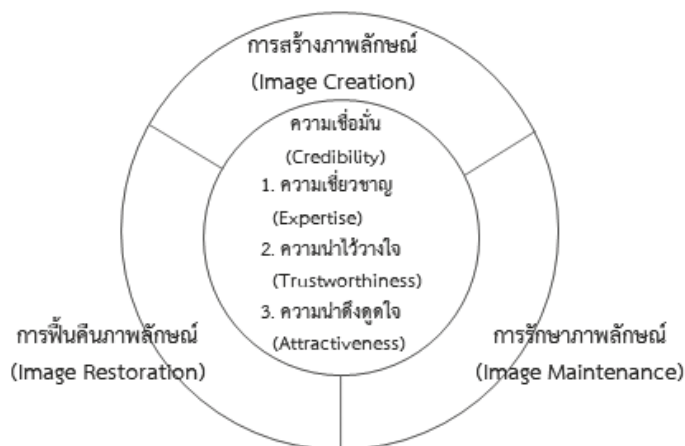 การสร้างภาพลักษณ์
(Image Creation)
ความเชื่อมั่น
(Credibility)
1. ความเชี่ยวชาญ
(Expertise)
2. ความน่าไว้วางใจ
(Trustworthiness)
3. ความน่าดึงดูดใจ
(Attractiveness)
การฟื้นคืนภาพลักษณ์
(Image Restoration)
การรักษาภาพลักษณ์
(Image Maintenance)